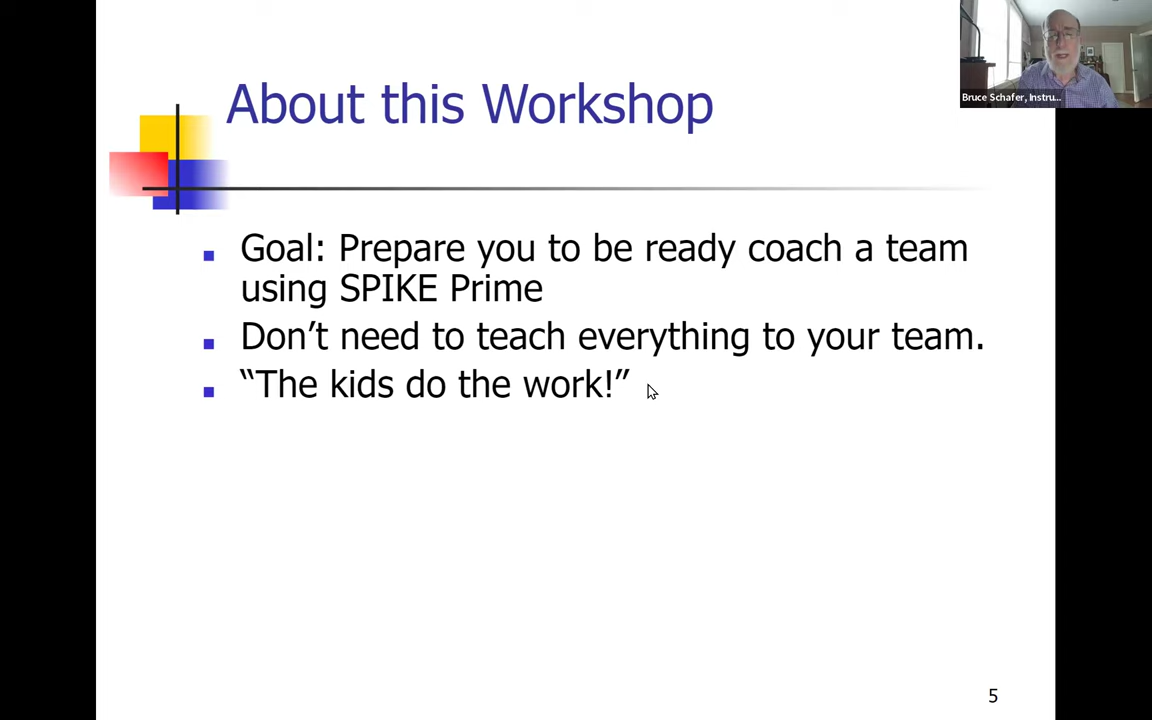 About this Workshop
Bruce Schafer, Instru...
Goal: Prepare you to be ready coach a team
using SPIKE Prime
Don’t need to teach everything to your team.
“The kids do the work!”
5